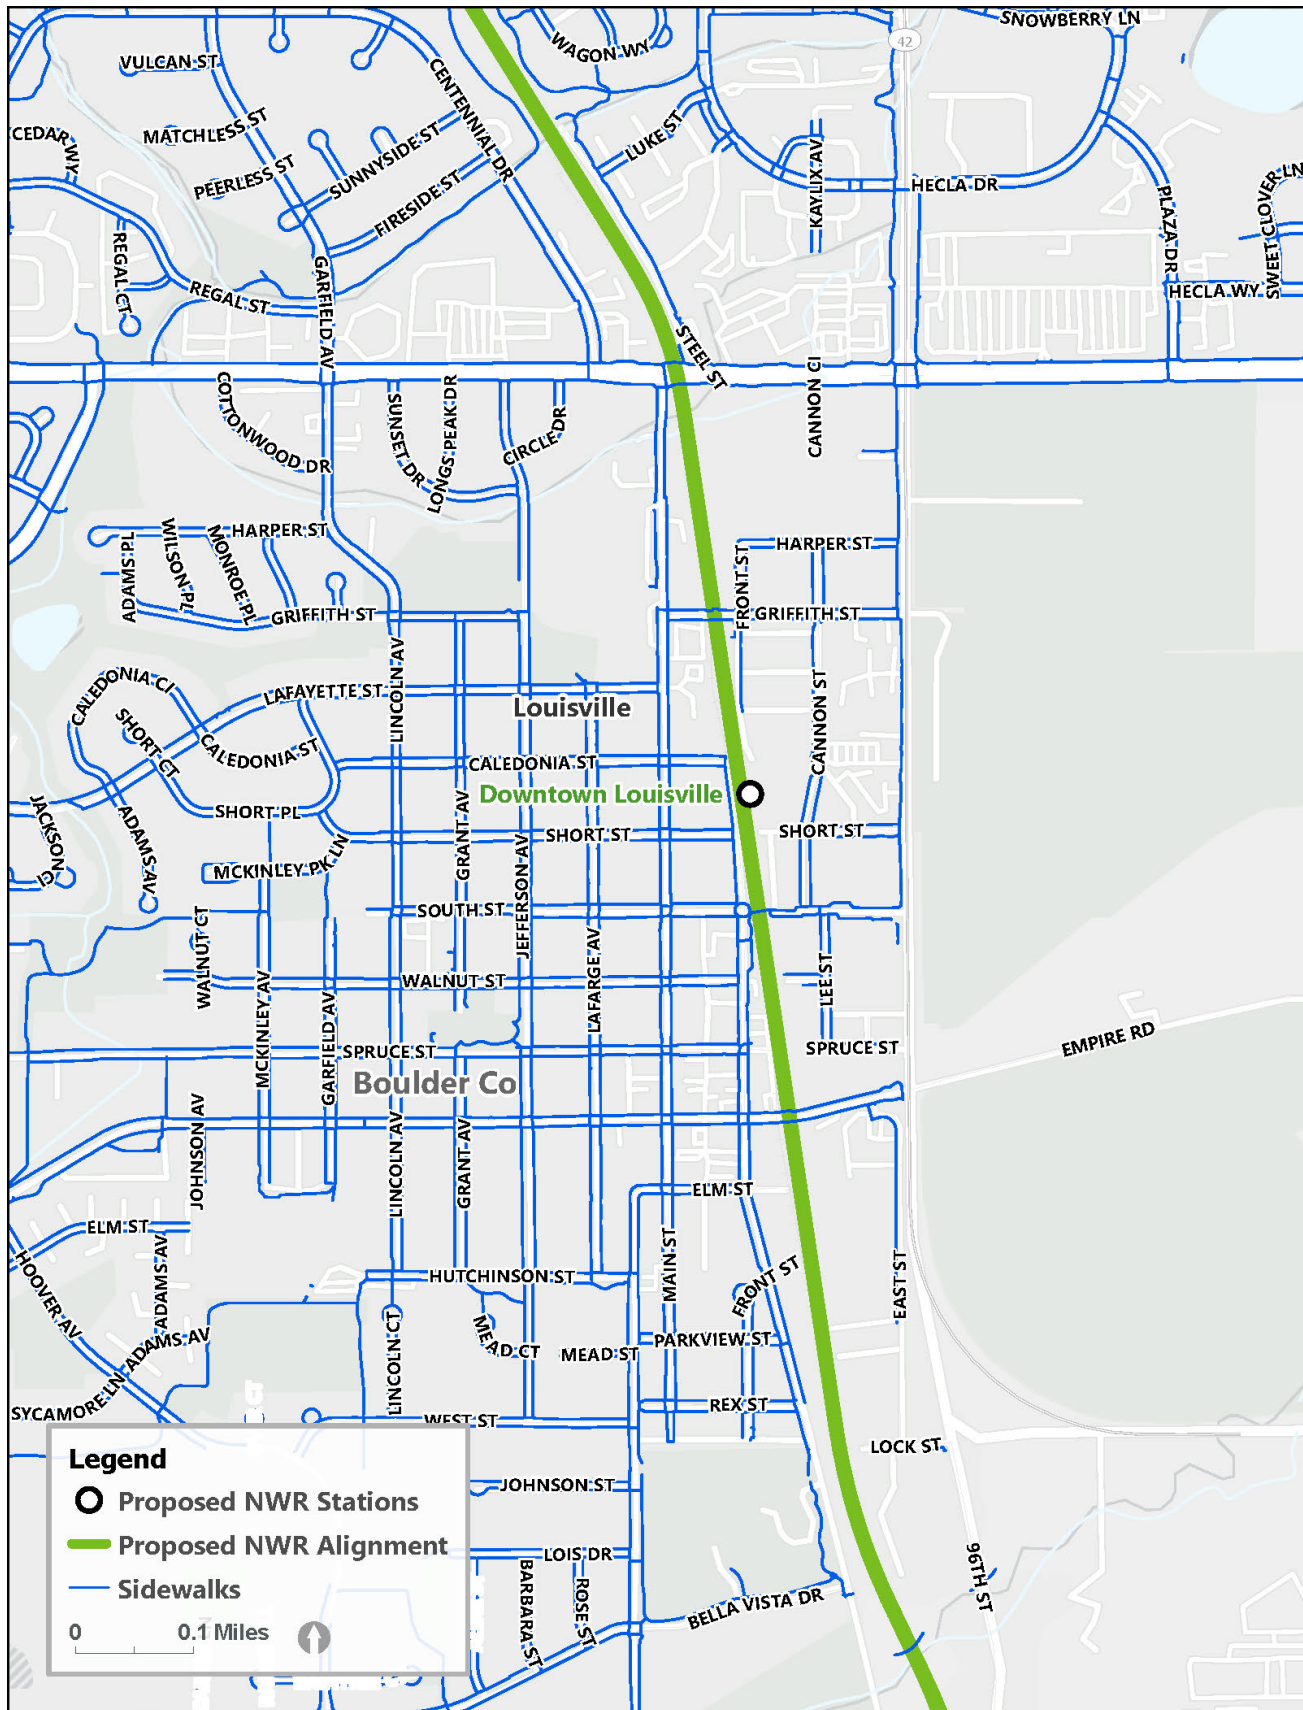 SNOWBERRY LN
WAGON WY
42
VULCAN ST
CENTENNIAL DR
MATCHLESS ST
CEDAR WY
LUKE ST
SUNNYSIDE ST
PEERLESS ST
KAYLIX AV
HECLA DR
SWEET CLOVER LN
FIRESIDE ST
PLAZA DR
REGAL CT
GARFIELD AV
REGAL ST
HECLA WY
STEEL ST
CANNON CI
COTTONWOOD DR
SUNSET DR
LONGS PEAK DR
CIRCLE DR
HARPER ST
HARPER ST
ADAMS PL
WILSON PL
MONROE PL
FRONT ST
GRIFFITH ST
GRIFFITH ST
LINCOLN AV
CALEDONIA CI
LAFAYETTE ST
Louisville
SHORT CT
CALEDONIA ST
CANNON ST
CALEDONIA ST
Downtown Louisville
JACKSON CI
ADAMS AV
SHORT PL
GRANT AV
SHORT ST
SHORT ST
MCKINLEY PK LN
JEFFERSON AV
SOUTH ST
WALNUT CT
LAFARGE AV
LEE ST
WALNUT ST
MCKINLEY AV
GARFIELD AV
EMPIRE RD
SPRUCE ST
SPRUCE ST
Boulder Co
JOHNSON AV
LINCOLN AV
GRANT AV
ELM ST
ELM ST
HOOVER AV
ADAMS AV
MAIN ST
FRONT ST
EAST ST
HUTCHINSON ST
ADAMS AV
LINCOLN CT
MEAD CT
MEAD ST
PARKVIEW ST
SYCAMORE LN
REX ST
WEST ST
LOCK ST
JOHNSON ST
LOIS DR
BARBARA ST
ROSE ST
BELLA VISTA DR
96TH ST
Legend
Proposed NWR Stations
Proposed NWR Alignment
Sidewalks
0 0.1 Miles